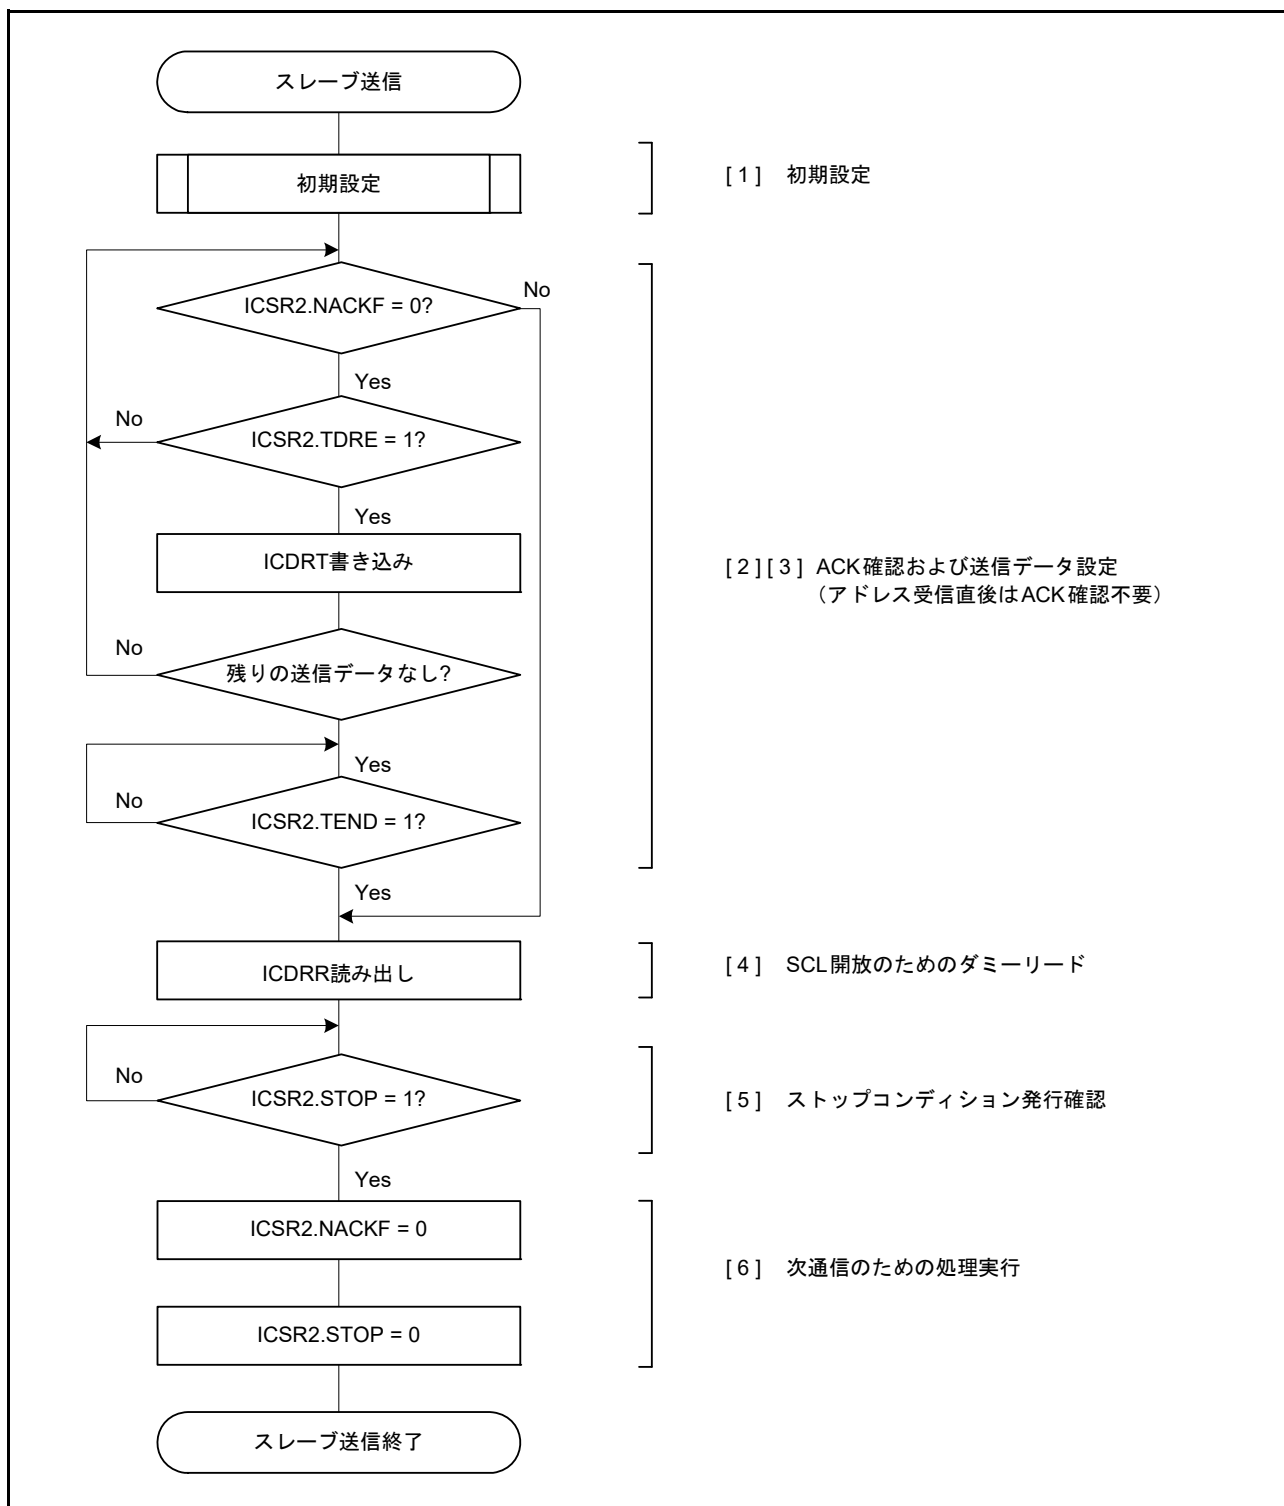 スレーブ送信
初期設定
[ 1 ] 初期設定
ICSR2.NACKF = 0?
No
Yes
No
ICSR2.TDRE = 1?
Yes
ICDRT書き込み
[ 2 ] [ 3 ] ACK確認および送信データ設定
（アドレス受信直後はACK確認不要）
No
残りの送信データなし?
Yes
No
ICSR2.TEND = 1?
Yes
ICDRR読み出し
[ 4 ] SCL開放のためのダミーリード
No
ICSR2.STOP = 1?
[ 5 ] ストップコンディション発行確認
Yes
ICSR2.NACKF = 0
[ 6 ] 次通信のための処理実行
ICSR2.STOP = 0
スレーブ送信終了